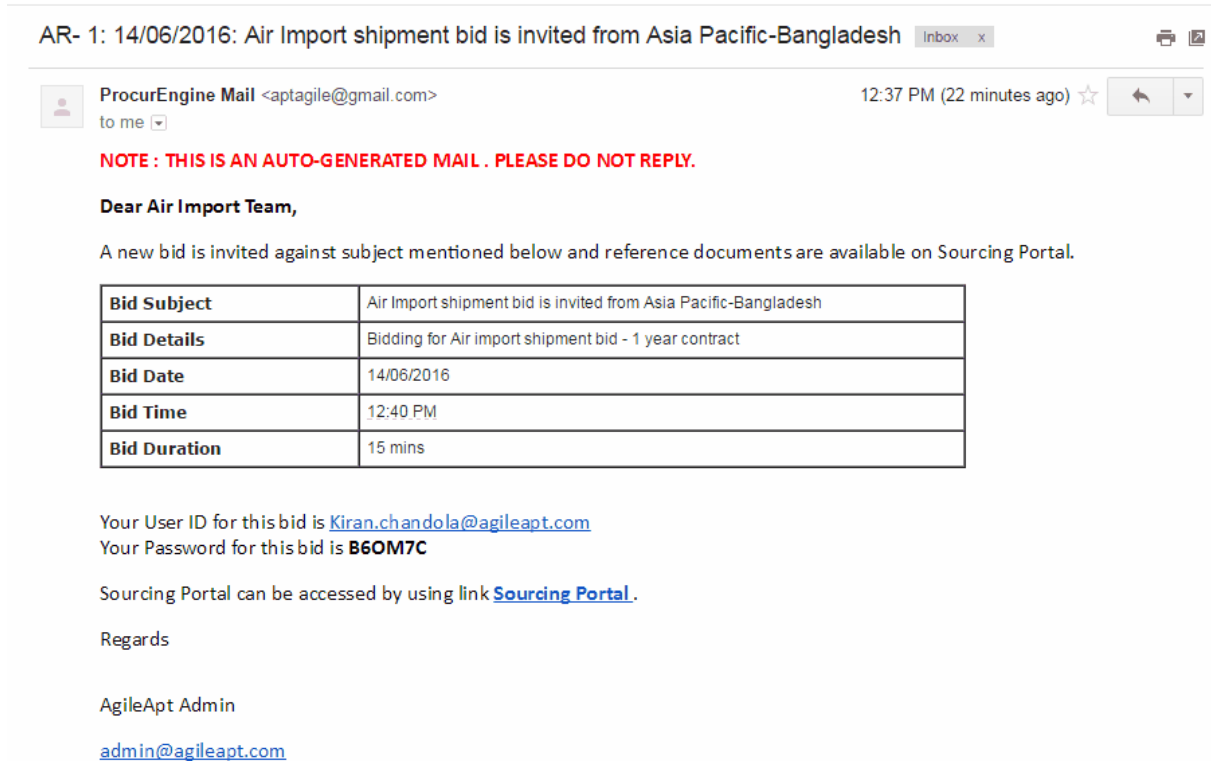 AR- 1: 14/06/2016: Air Import shipment bid is invited from Asia Pacific-Bangladesh Inbox x
ProcurEngine Mail <aptagile@gmail.com> 12:37 PM (22 minutes ago)
to me
NOTE : THIS IS AN AUTO-GENERATED MAIL . PLEASE DO NOT REPLY.
Dear Air Import Team,
A new bid is invited against subject mentioned below and reference documents are available on Sourcing Portal.
Bid Subject Air Import shipment bid is invited from Asia Pacific-Bangladesh
Bid Details Bidding for Air import shipment bid - 1 year contract
Bid Date 14/06/2016
Bid Time 12:40 PM
Bid Duration 15 mins
Your User ID for this bid is Kiran.chandola@agileapt.com
Your Password for this bid is B6OM7C
Sourcing Portal can be accessed by using link Sourcing Portal .
Regards
AgileApt Admin
admin@agileapt.com